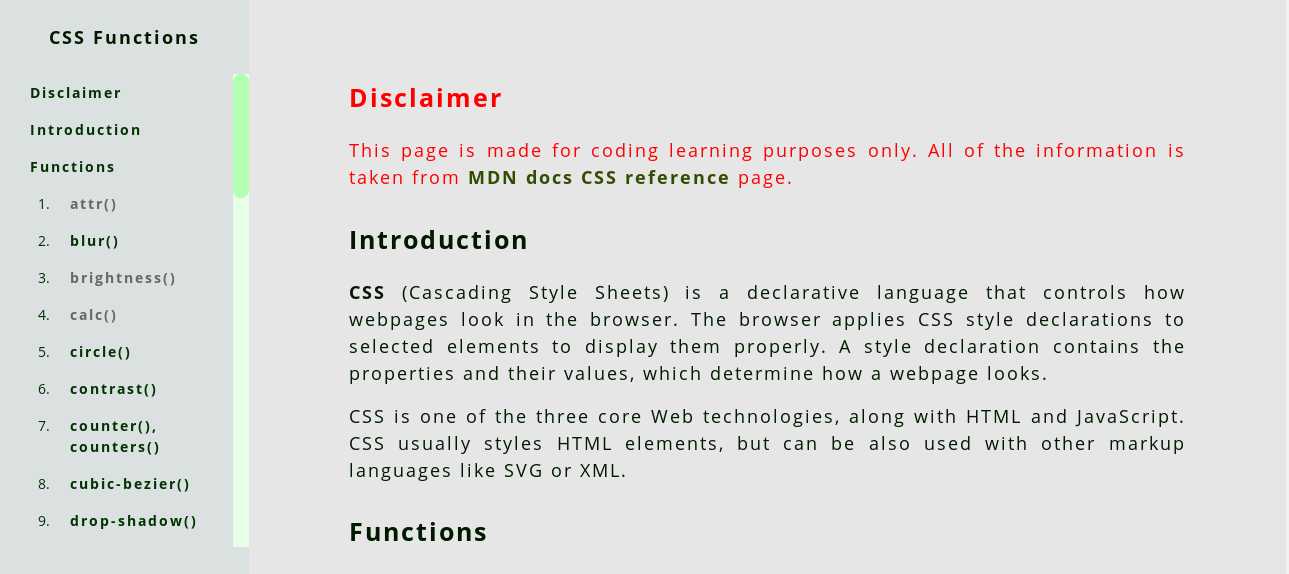 CSS Functions
Disclaimer
Introduction
Functions
1. attr()
2. blur()
3. brightness()
4. calc()
5. circle()
6. contrast()
7. counter(),
counters()
8. cubic-bezier()
9. drop-shadow()
Disclaimer
This page is made for coding learning purposes only. All of the information is
taken from MDN docs CSS reference page.
Introduction
CSS (Cascading Style Sheets) is a declarative language that controls how
webpages look in the browser. The browser applies CSS style declarations to
selected elements to display them properly. A style declaration contains the
properties and their values, which determine how a webpage looks.
CSS is one of the three core Web technologies, along with HTML and JavaScript.
CSS usually styles HTML elements, but can be also used with other markup
languages like SVG or XML.
Functions